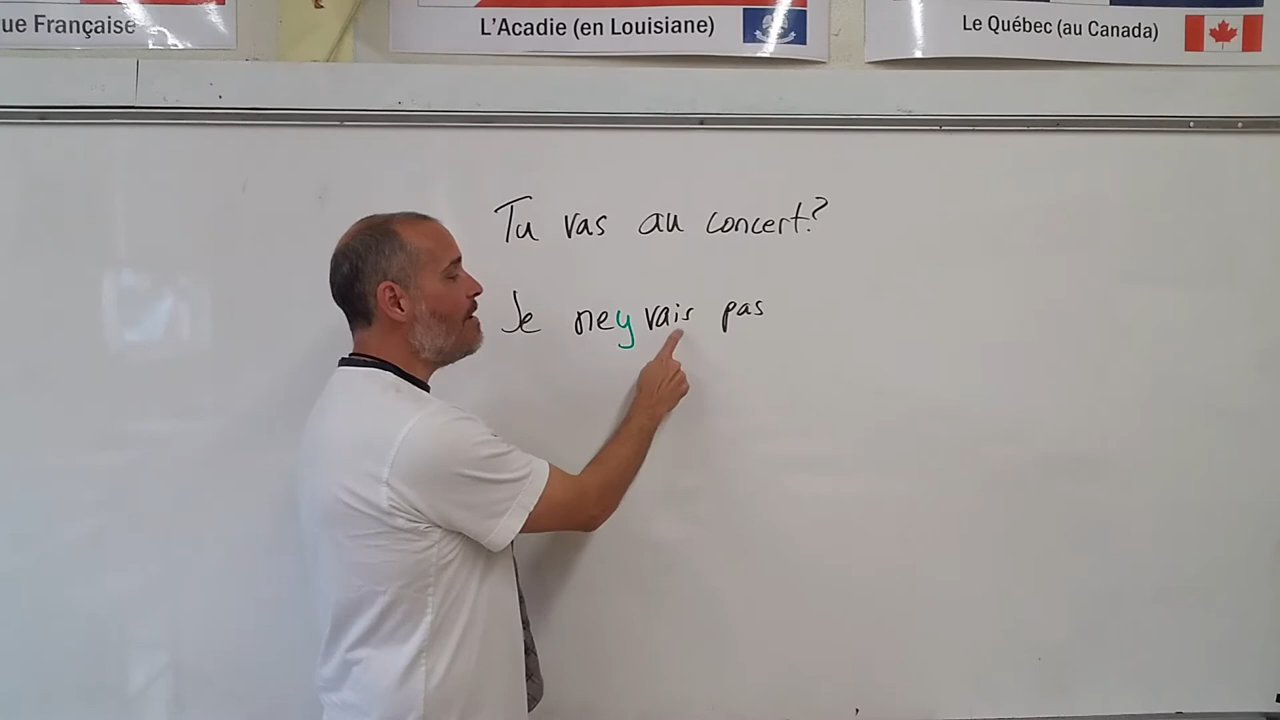 ue Française
L'Acadie (en Louisiane)
Le Québec (au Canada)
Tu vas au concert?
Je ne y vais pas